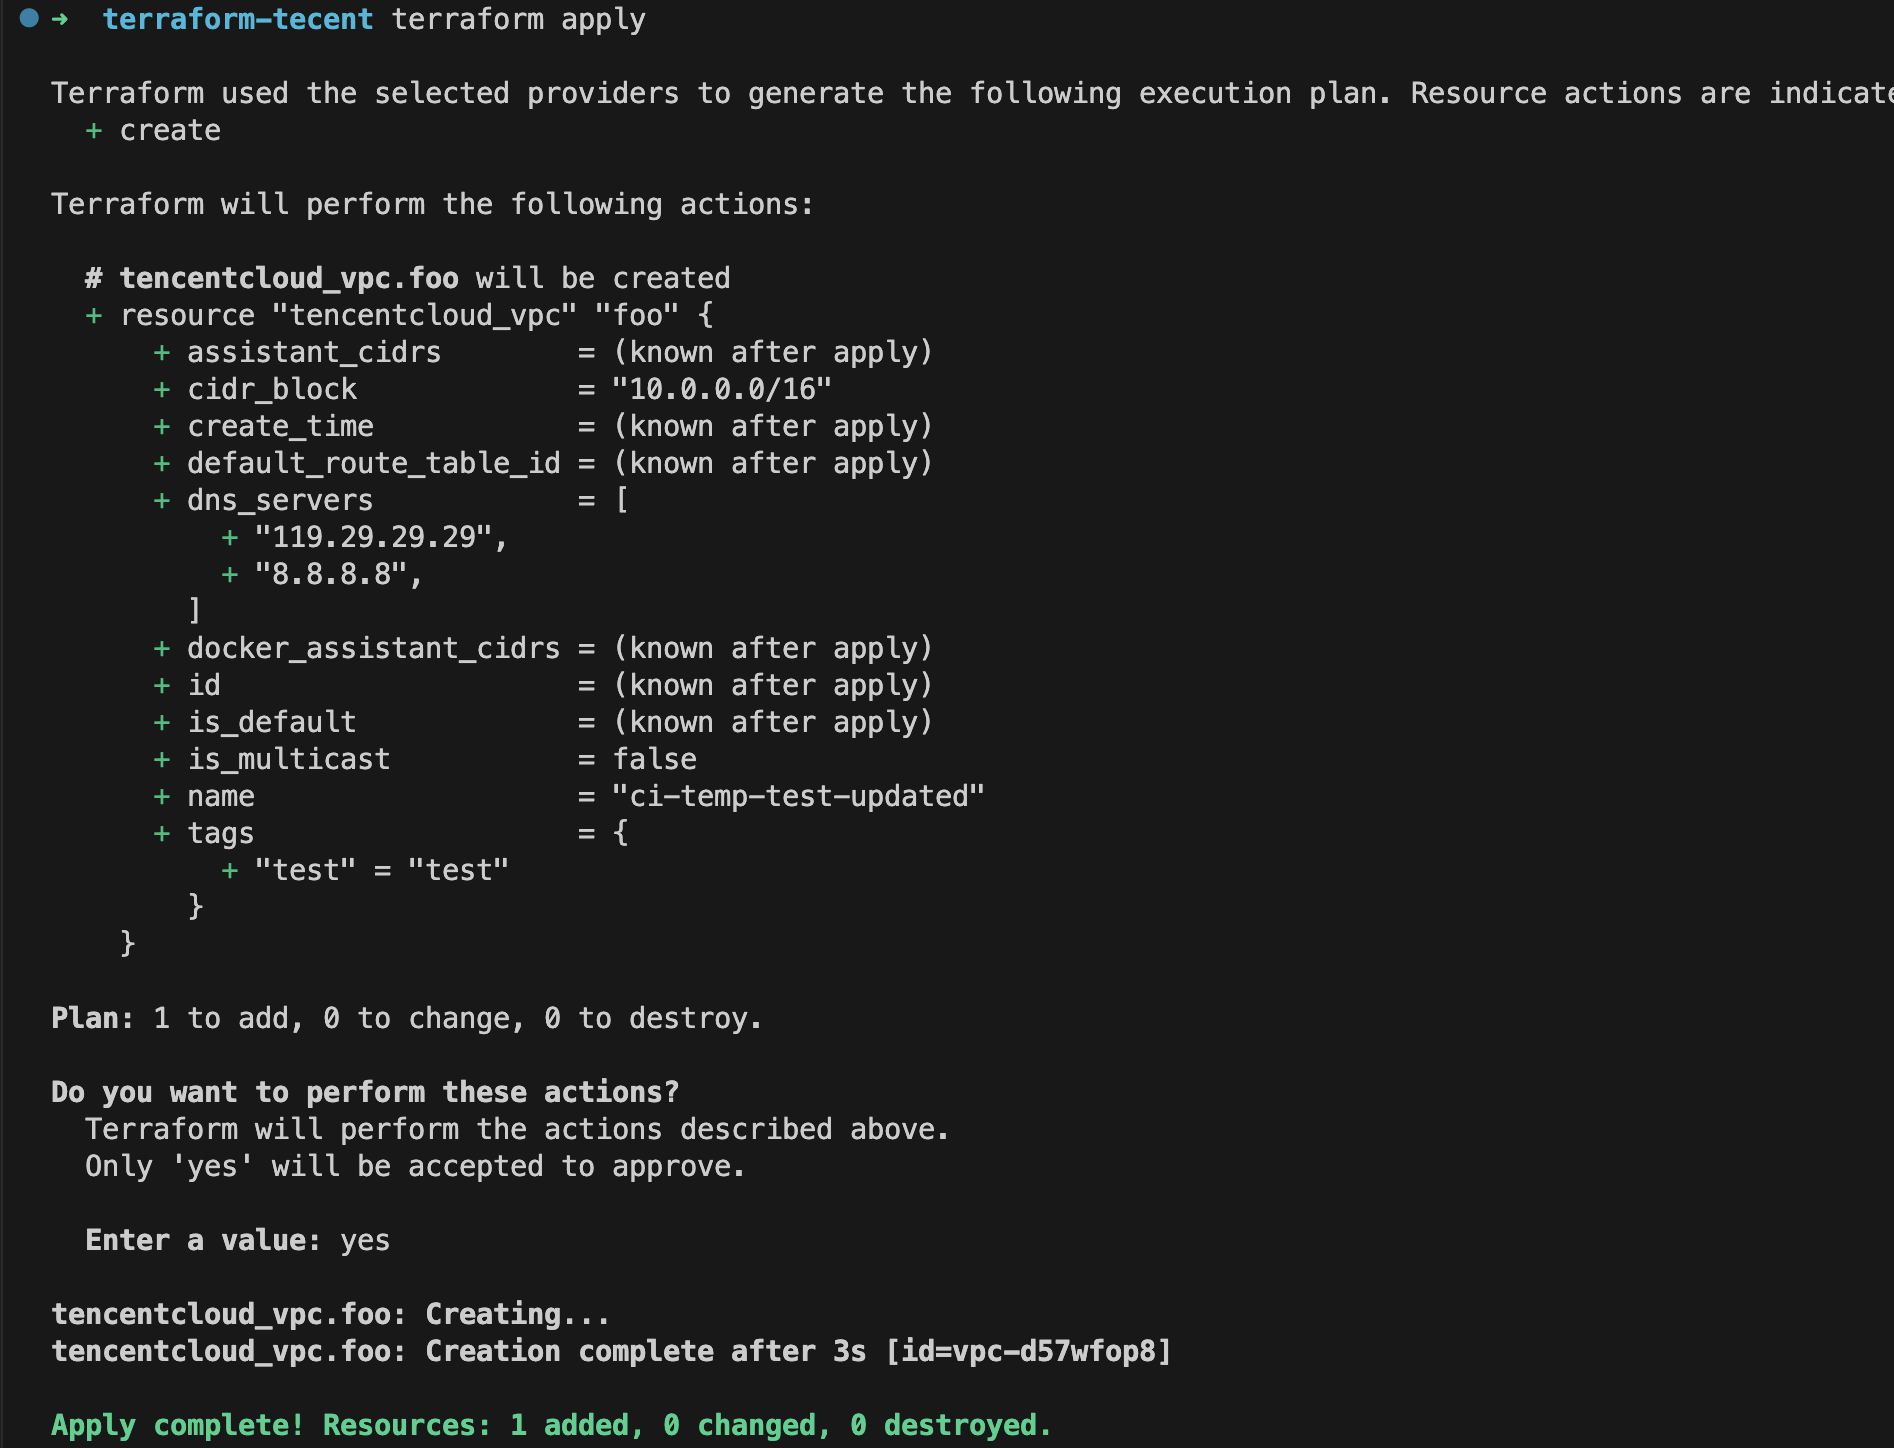 ➜  terraform-tecent terraform apply

Terraform used the selected providers to generate the following execution plan. Resource actions are
  + create

Terraform will perform the following actions:

  # tencentcloud_vpc.foo will be created
  + resource "tencentcloud_vpc" "foo" {
      + assistant_cidrs        = (known after apply)
      + cidr_block             = "10.0.0.0/16"
      + create_time            = (known after apply)
      + default_route_table_id = (known after apply)
      + dns_servers            = [
          + "119.29.29.29",
          + "8.8.8.8",
        ]
      + docker_assistant_cidrs = (known after apply)
      + id                     = (known after apply)
      + is_default             = (known after apply)
      + is_multicast           = false
      + name                   = "ci-temp-test-updated"
      + tags                   = {
          + "test" = "test"
        }
    }

Plan: 1 to add, 0 to change, 0 to destroy.

Do you want to perform these actions?
  Terraform will perform the actions described above.
  Only 'yes' will be accepted to approve.

  Enter a value: yes

tencentcloud_vpc.foo: Creating...
tencentcloud_vpc.foo: Creation complete after 3s [id=vpc-d57wfop8]

Apply complete! Resources: 1 added, 0 changed, 0 destroyed.